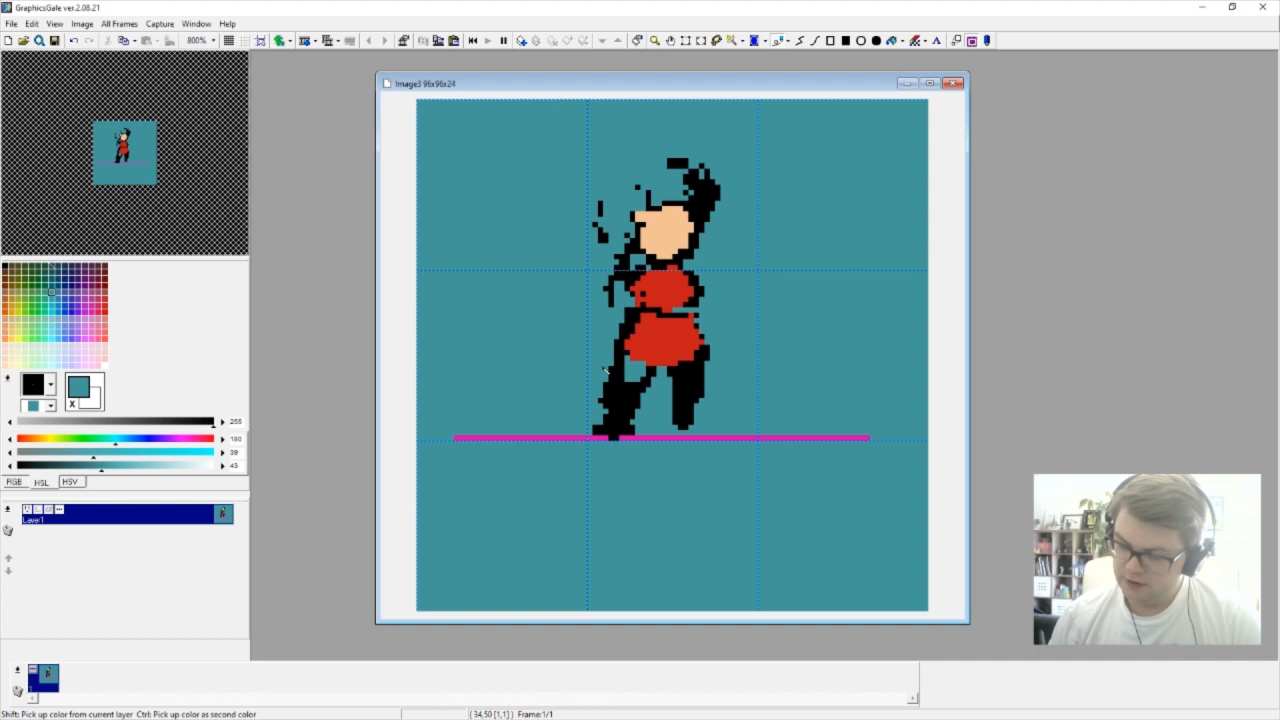 GraphicsGale ver.2.08.21
File Edit View Image All Frames Capture Window Help
800%
A
Image3 96x96x24
X
255
180
39
43
RGB HSL HSV
Layer1
1
Shift: Pick up color from current layer Ctrl: Pick up color as second color
( 34,50 [1,1] ) Frame:1/1